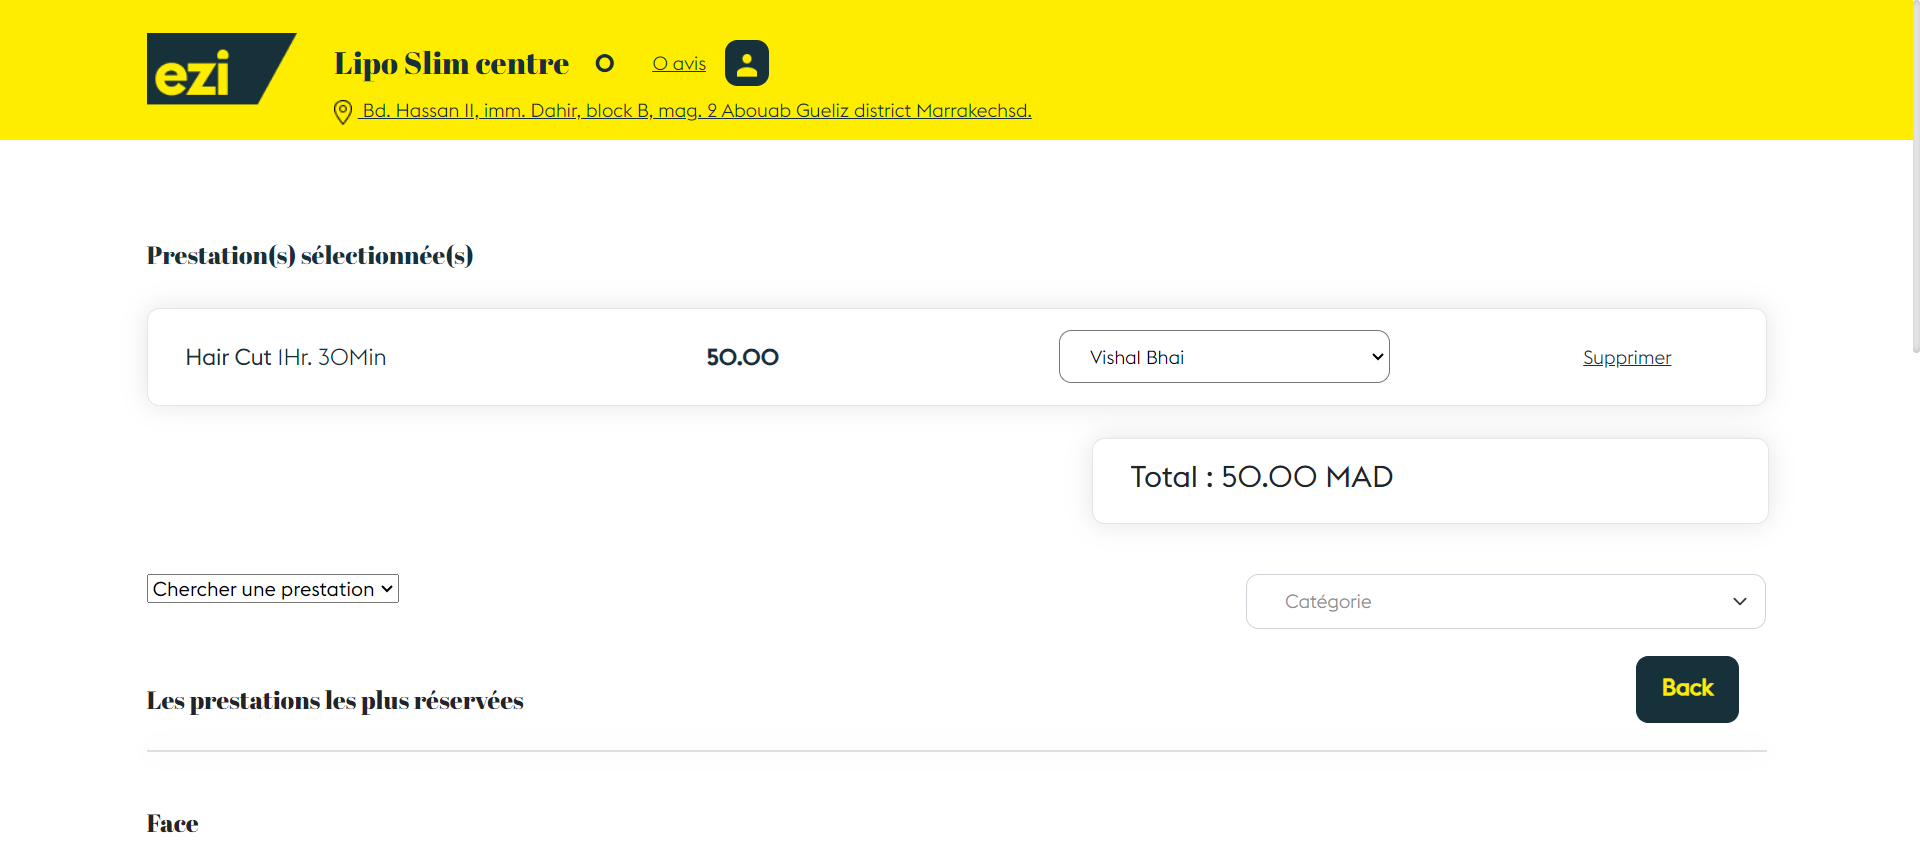 ezi
Lipo Slim centre 0 0 avis
Bd. Hassan II, imm. Dahir, block B, mag. 2 Abouab Gueliz district Marrakechsd.
Prestation(s) sélectionnée(s)
Hair Cut 1Hr. 30Min 50.00 Vishal Bhai Supprimer
Total : 50.00 MAD
Chercher une prestation Catégorie
Back
Les prestations les plus réservées
Face